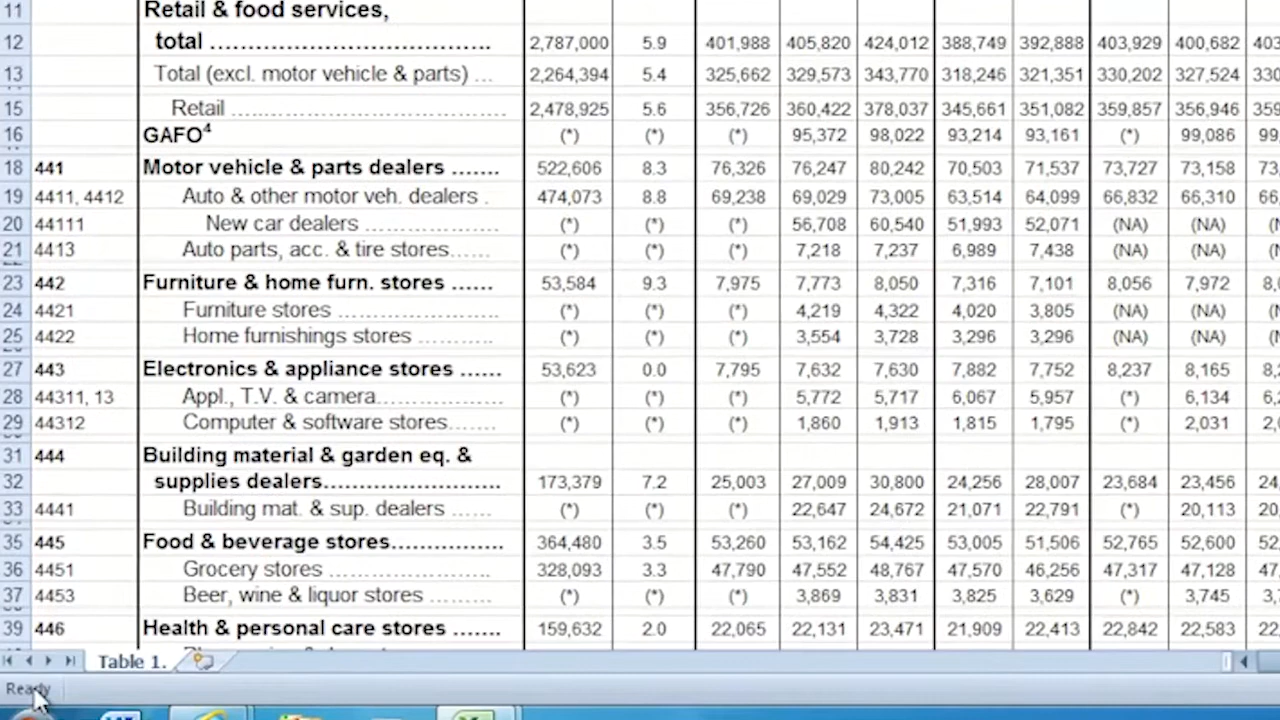 11 Retail & food services,
12 total ………………………………. 2,787,000 5.9 401,988 405,820 424,012 388,749 392,888 403,929 400,682 403
13 Total (excl. motor vehicle & parts) … 2,264,394 5.4 325,662 329,573 343,770 318,246 321,351 330,202 327,524 330
15 Retail ………………………………… 2,478,925 5.6 356,726 360,422 378,037 345,661 351,082 359,857 356,946 359
16 GAFO4 (*) (*) (*) 95,372 98,022 93,214 93,161 (*) 99,086 99
18 441 Motor vehicle & parts dealers ……. 522,606 8.3 76,326 76,247 80,242 70,503 71,537 73,727 73,158 73,
19 4411, 4412 Auto & other motor veh. dealers . 474,073 8.8 69,238 69,029 73,005 63,514 64,099 66,832 66,310 66,
20 44111 New car dealers ………………… (*) (*) (*) 56,708 60,540 51,993 52,071 (NA) (NA) (N
21 4413 Auto parts, acc. & tire stores…… (*) (*) (*) 7,218 7,237 6,989 7,438 (NA) (NA) (N
23 442 Furniture & home furn. stores …… 53,584 9.3 7,975 7,773 8,050 7,316 7,101 8,056 7,972 8,0
24 4421 Furniture stores …………………….. (*) (*) (*) 4,219 4,322 4,020 3,805 (NA) (NA) (N
25 4422 Home furnishings stores ……….. (*) (*) (*) 3,554 3,728 3,296 3,296 (NA) (NA) (N
27 443 Electronics & appliance stores …… 53,623 0.0 7,795 7,632 7,630 7,882 7,752 8,237 8,165 8,2
28 44311, 13 Appl., T.V. & camera……………… (*) (*) (*) 5,772 5,717 6,067 5,957 (*) 6,134 6,2
29 44312 Computer & software stores……. (*) (*) (*) 1,860 1,913 1,815 1,795 (*) 2,031 2,
31 444 Building material & garden eq. &
32 supplies dealers…………………….. 173,379 7.2 25,003 27,009 30,800 24,256 28,007 23,684 23,456 24,
33 4441 Building mat. & sup. dealers …… (*) (*) (*) 22,647 24,672 21,071 22,791 (*) 20,113 20,
35 445 Food & beverage stores……………. 364,480 3.5 53,260 53,162 54,425 53,005 51,506 52,765 52,600 52
36 4451 Grocery stores …………………….. 328,093 3.3 47,790 47,552 48,767 47,570 46,256 47,317 47,128 47,
37 4453 Beer, wine & liquor stores ……… (*) (*) (*) 3,869 3,831 3,825 3,629 (*) 3,745 3,7
39 446 Health & personal care stores ……. 159,632 2.0 22,065 22,131 23,471 21,909 22,413 22,842 22,583 22
Table 1.
Ready